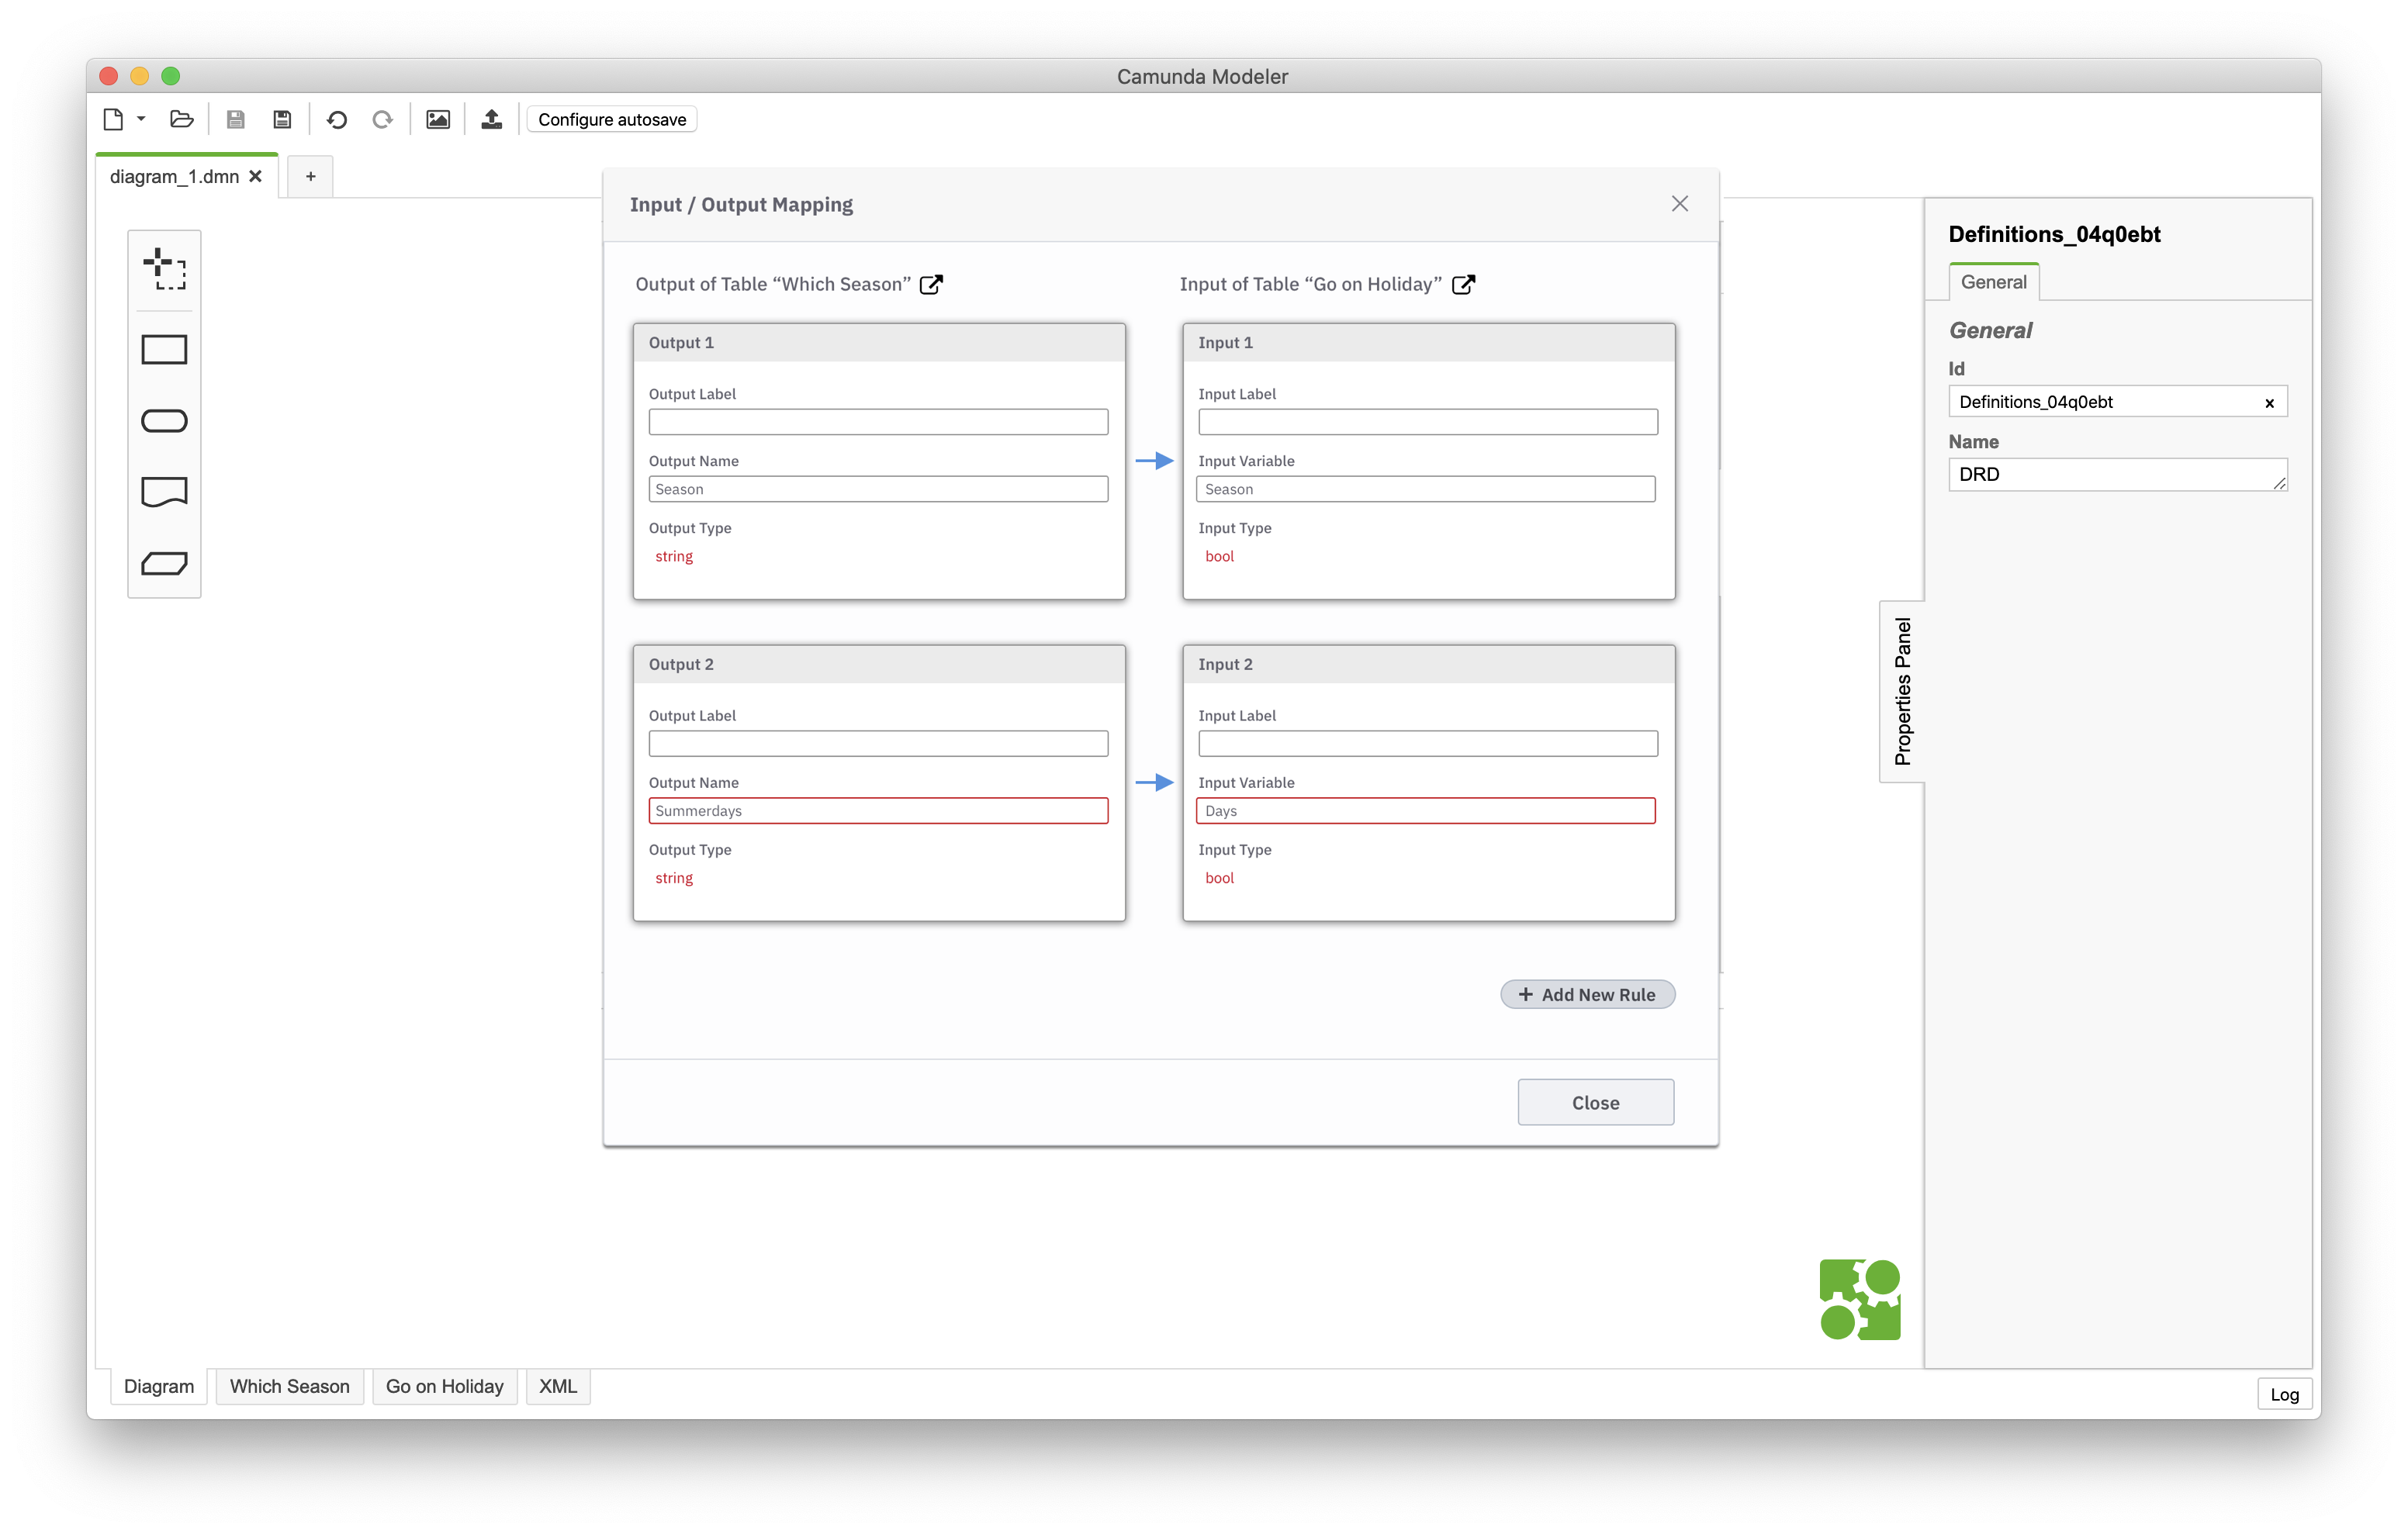 Camunda Modeler
Configure autosave
diagram_1.dmn
+
Input / Output Mapping
Output of Table “Which Season”
Input of Table “Go on Holiday”
Output 1
Output Label
Output Name
Season
Output Type
string
Input 1
Input Label
Input Variable
Season
Input Type
bool
Output 2
Output Label
Output Name
Summerdays
Output Type
string
Input 2
Input Label
Input Variable
Days
Input Type
bool
+ Add New Rule
Close
Properties Panel
Definitions_04q0ebt
General
General
Id
Definitions_04q0ebt
Name
DRD
Diagram
Which Season
Go on Holiday
XML
Log